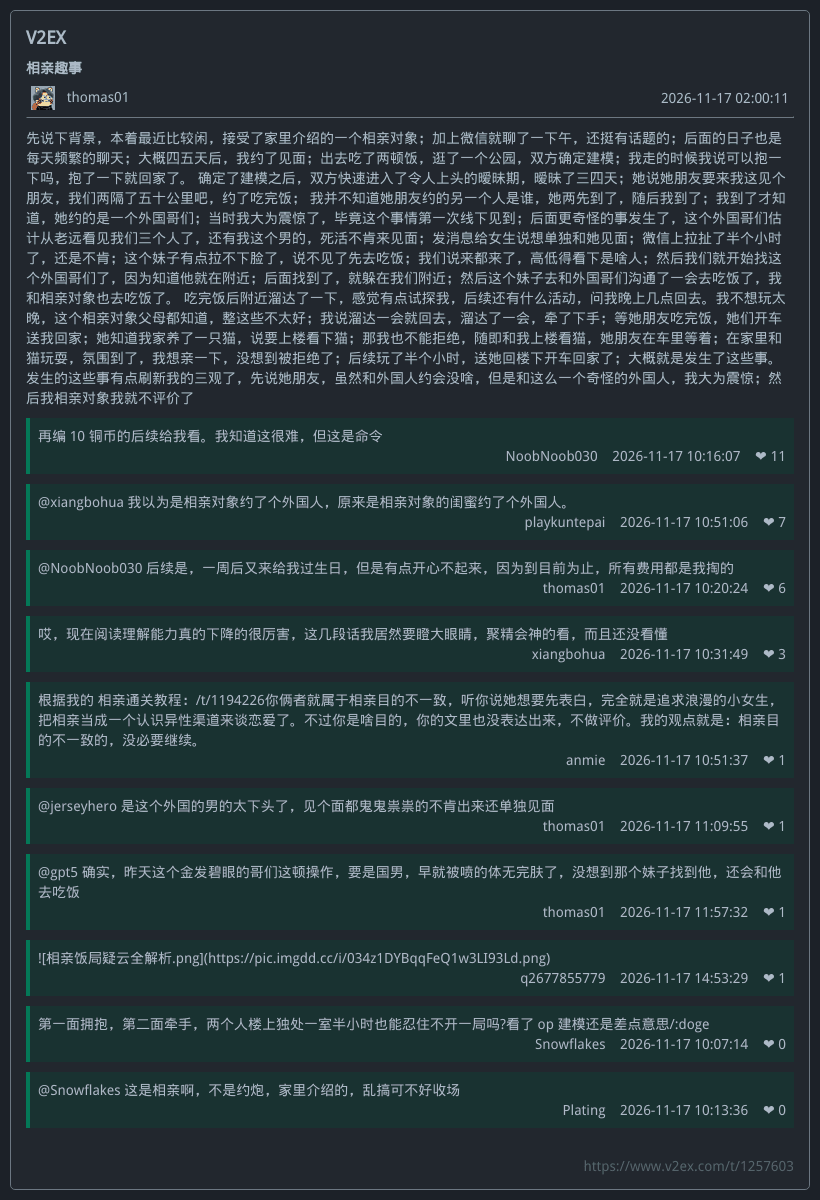 V2EX
相亲趣事
thomas01
2026-11-17 02:00:11
先说下背景，本着最近比较闲，接受了家里介绍的一个相亲对象；加上微信就聊了一下午，还挺有话题的；后面的日子也是
每天频繁的聊天；大概四五天后，我约了见面；出去吃了两顿饭，逛了一个公园，双方确定建模；我走的时候我说可以抱一
下吗，抱了一下就回家了。 确定了建模之后，双方快速进入了令人上头的暧昧期，暧昧了三四天；她说她朋友要来我这见个
朋友，我们两隔了五十公里吧，约了吃完饭； 我并不知道她朋友约的另一个人是谁，她两先到了，随后我到了；我到了才知
道，她约的是一个外国哥们；当时我大为震惊了，毕竟这个事情第一次线下见到；后面更奇怪的事发生了，这个外国哥们估
计从老远看见我们三个人了，还有我这个男的，死活不肯来见面；发消息给女生说想单独和她见面；微信上拉扯了半个小时
了，还是不肯；这个妹子有点拉不下脸了，说不见了先去吃饭；我们说来都来了，高低得看下是啥人；然后我们就开始找这
个外国哥们了，因为知道他就在附近；后面找到了，就躲在我们附近；然后这个妹子去和外国哥们沟通了一会去吃饭了，我
和相亲对象也去吃饭了。 吃完饭后附近溜达了一下，感觉有点试探我，后续还有什么活动，问我晚上几点回去。我不想玩太
晚，这个相亲对象父母都知道，整这些不太好；我说溜达一会就回去，溜达了一会，牵了下手；等她朋友吃完饭，她们开车
送我回家；她知道我家养了一只猫，说要上楼看下猫；那我也不能拒绝，随即和我上楼看猫，她朋友在车里等着；在家里和
猫玩耍，氛围到了，我想亲一下，没想到被拒绝了；后续玩了半个小时，送她回楼下开车回家了；大概就是发生了这些事。
发生的这些事有点刷新我的三观了，先说她朋友，虽然和外国人约会没啥，但是和这么一个奇怪的外国人，我大为震惊；然
后我相亲对象我就不评价了
再编 10 铜币的后续给我看。我知道这很难，但这是命令
NoobNoob030 2026-11-17 10:16:07 ❤ 11
@xiangbohua 我以为是相亲对象约了个外国人，原来是相亲对象的闺蜜约了个外国人。
playkuntepai 2026-11-17 10:51:06 ❤ 7
@NoobNoob030 后续是，一周后又来给我过生日，但是有点开心不起来，因为到目前为止，所有费用都是我掏的
thomas01 2026-11-17 10:20:24 ❤ 6
哎，现在阅读理解能力真的下降的很厉害，这几段话我居然要瞪大眼睛，聚精会神的看，而且还没看懂
xiangbohua 2026-11-17 10:31:49 ❤ 3
根据我的 相亲通关教程：/t/1194226你俩者就属于相亲目的不一致，听你说她想要先表白，完全就是追求浪漫的小女生，
把相亲当成一个认识异性渠道来谈恋爱了。不过你是啥目的，你的文里也没表达出来，不做评价。我的观点就是：相亲目
的不一致的，没必要继续。
anmie 2026-11-17 10:51:37 ❤ 1
@jerseyhero 是这个外国的男的太下头了，见个面都鬼鬼祟祟的不肯出来还单独见面
thomas01 2026-11-17 11:09:55 ❤ 1
@gpt5 确实，昨天这个金发碧眼的哥们这顿操作，要是国男，早就被喷的体无完肤了，没想到那个妹子找到他，还会和他
去吃饭
thomas01 2026-11-17 11:57:32 ❤ 1
![相亲饭局疑云全解析.png](https://pic.imgdd.cc/i/034z1DYBqqFeQ1w3LI93Ld.png)
q2677855779 2026-11-17 14:53:29 ❤ 1
第一面拥抱，第二面牵手，两个人楼上独处一室半小时也能忍住不开一局吗?看了 op 建模还是差点意思/:doge
Snowflakes 2026-11-17 10:07:14 ❤ 0
@Snowflakes 这是相亲啊，不是约炮，家里介绍的，乱搞可不好收场
Plating 2026-11-17 10:13:36 ❤ 0
https://www.v2ex.com/t/1257603